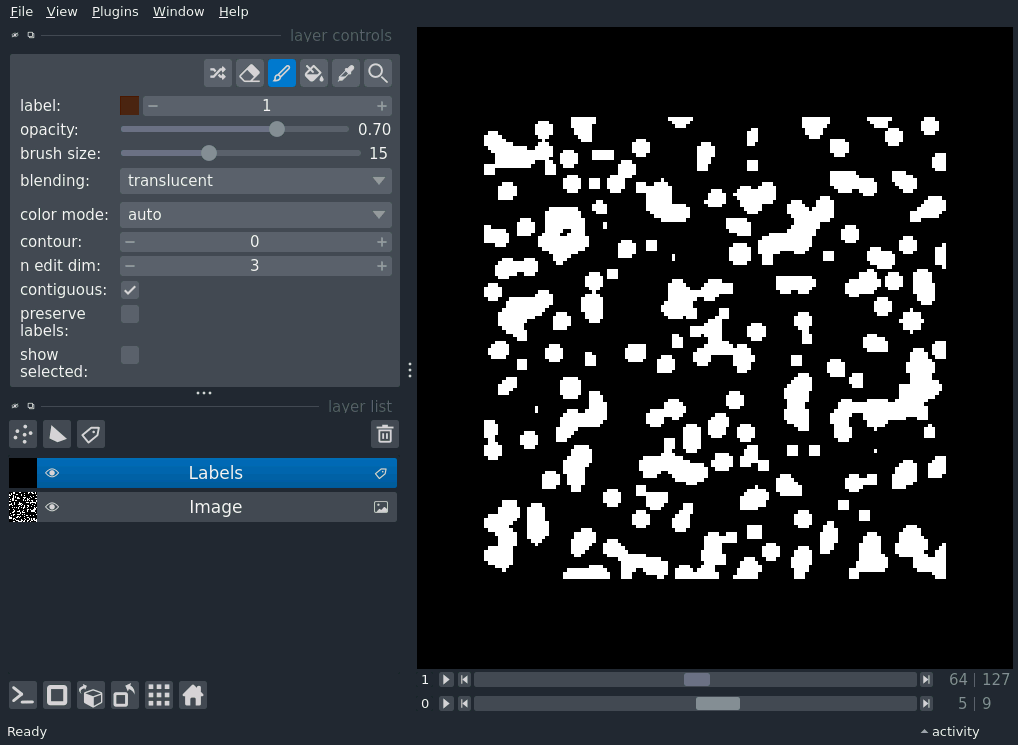 File View Plugins Window Help
layer controls
label: 1
opacity: 0.70
brush size: 15
blending: translucent
color mode: auto
contour: 0
n edit dim: 3
contiguous:
preserve
labels:
show
selected:
layer list
Labels
Image
1 64 | 127
0 5 | 9
Ready activity